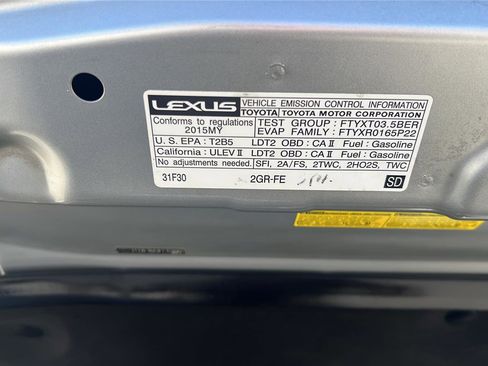 LEXUS VEHICLE EMISSION CONTROL INFORMATION
TOYOTA TOYOTA MOTOR CORPORATION
Conforms to regulations TEST GROUP : FTYXT03.5BER
2015MY EVAP FAMILY : FTYXR0165P22
U.S. EPA : T2B5 LDT2 OBD : CA II Fuel : Gasoline
California : ULEV II LDT2 OBD : CA II Fuel : Gasoline
No adjustments needed. SFI, 2A/FS, 2TWC, 2HO2S, TWC
31F30 2GR-FE SD